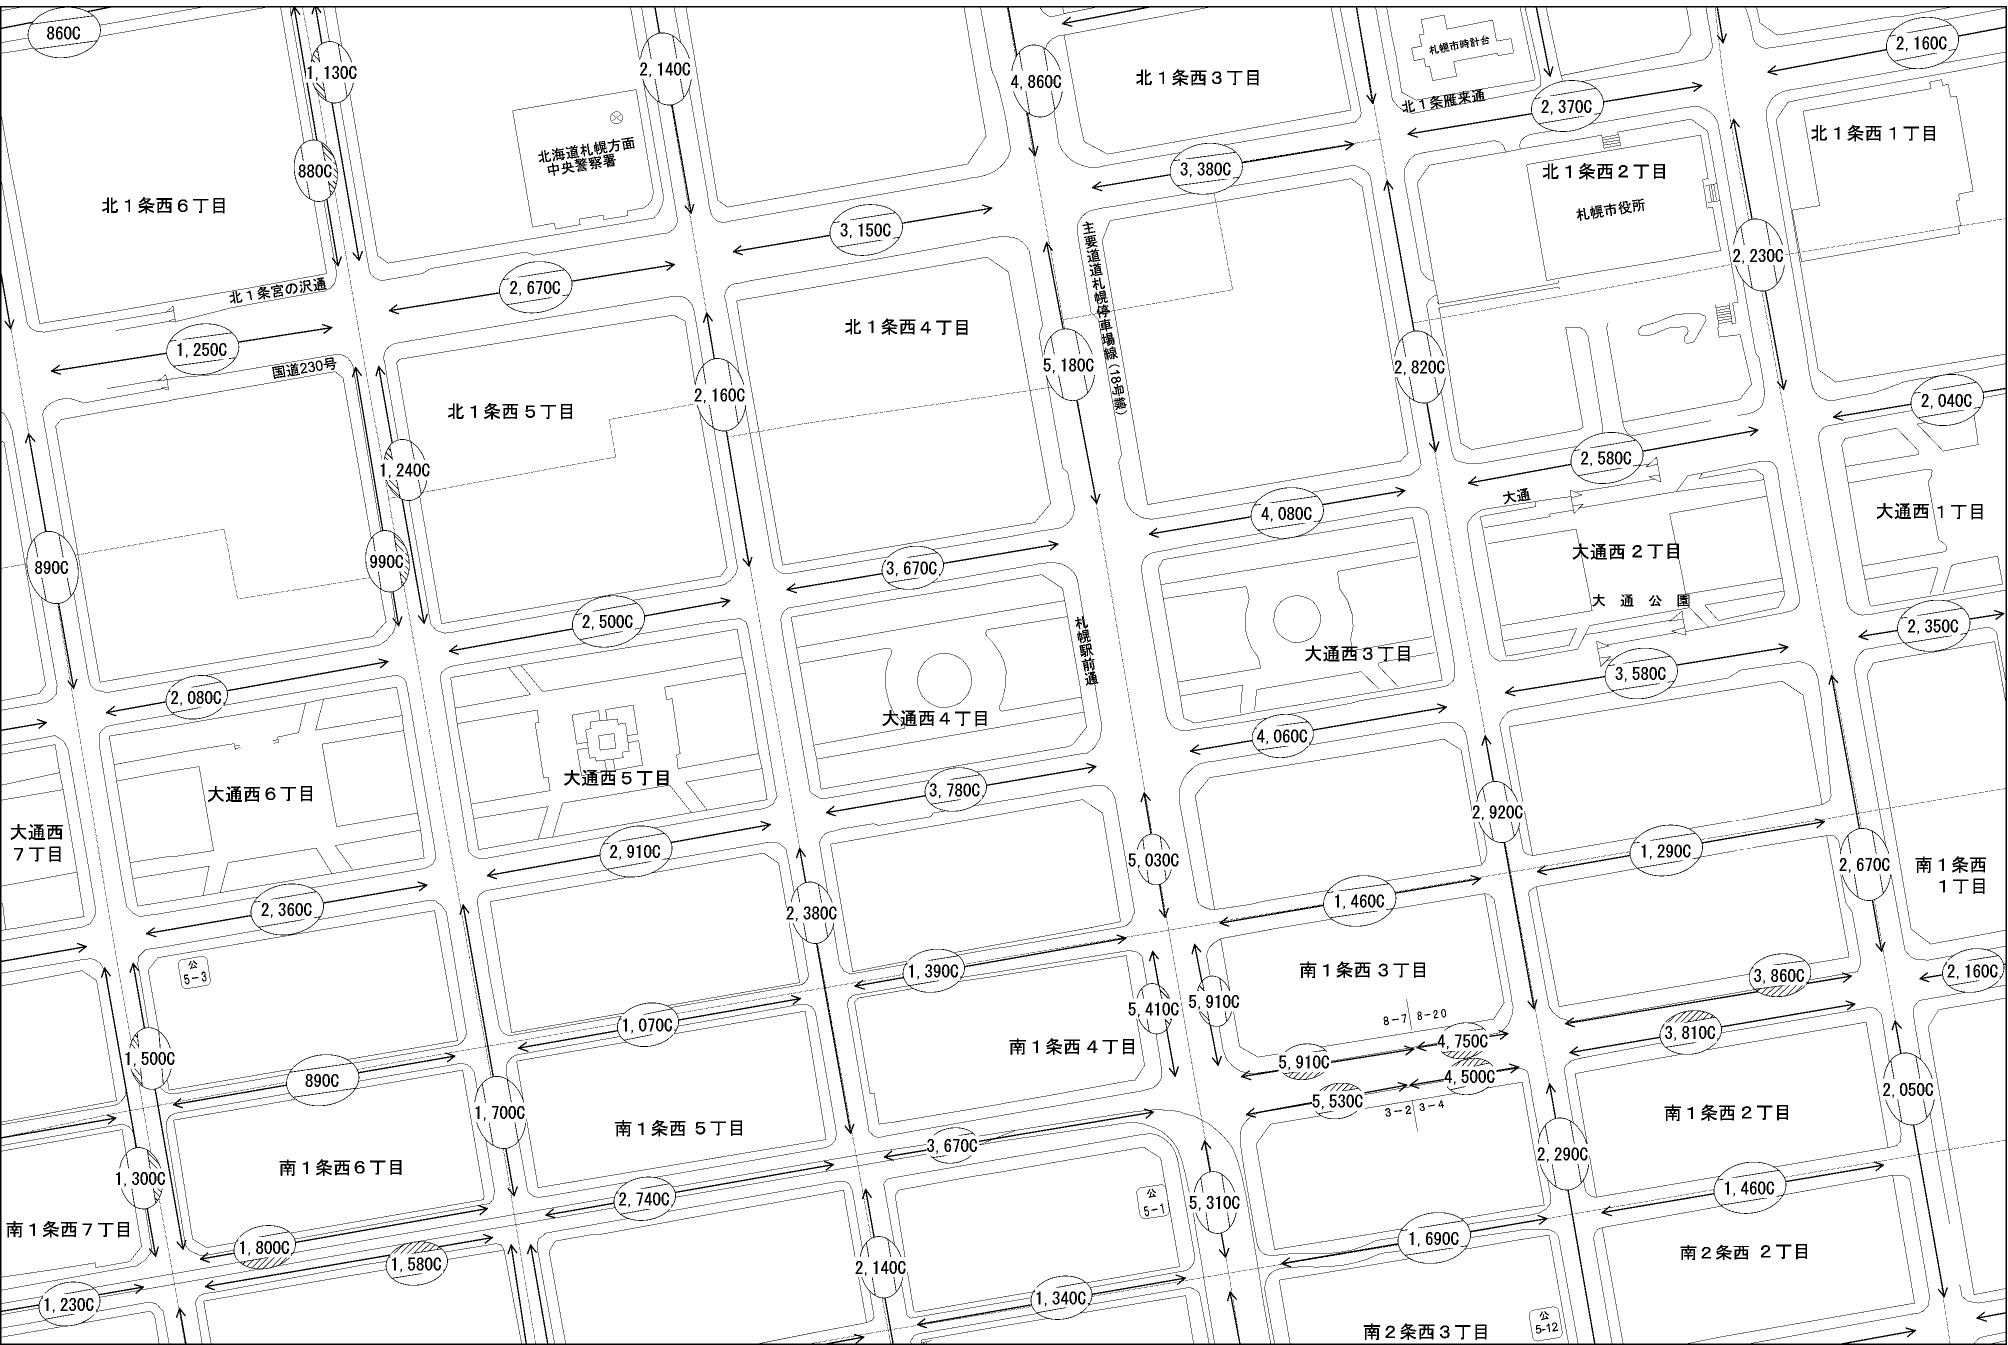 860C
1,130C
2,140C
4,860C
北1条西3丁目
札幌市時計台
北1条雁来通
2,370C
2,160C
北1条西1丁目
880C
北海道札幌方面
中央警察署
3,380C
北1条西2丁目
札幌市役所
北1条西6丁目
3,150C
主要道道札幌停車場線(18号線)
2,230C
北1条宮の沢通
2,670C
1,250C
国道230号
北1条西4丁目
5,180C
2,820C
2,160C
北1条西5丁目
2,040C
1,240C
2,580C
大通
4,080C
大通西1丁目
890C
990C
3,670C
大通西2丁目
大通公園
2,500C
札幌駅前通
大通西3丁目
2,350C
2,080C
3,580C
大通西4丁目
4,060C
大通西5丁目
大通西6丁目
3,780C
2,920C
大通西
7丁目
2,910C
5,030C
1,290C
2,670C
南1条西
1丁目
2,360C
2,380C
1,460C
公
5-3
1,390C
南1条西3丁目
3,860C
2,160C
5,410C
5,910C
8-7
8-20
1,070C
1,500C
南1条西4丁目
4,750C
3,810C
890C
5,910C
4,500C
2,050C
1,700C
5,530C
3-2
3-4
南1条西5丁目
南1条西2丁目
3,670C
2,290C
南1条西6丁目
1,300C
2,740C
公
5-1
5,310C
1,460C
南1条西7丁目
1,800C
1,580C
1,690C
南2条西2丁目
2,140C
1,230C
1,340C
南2条西3丁目
公
5-12